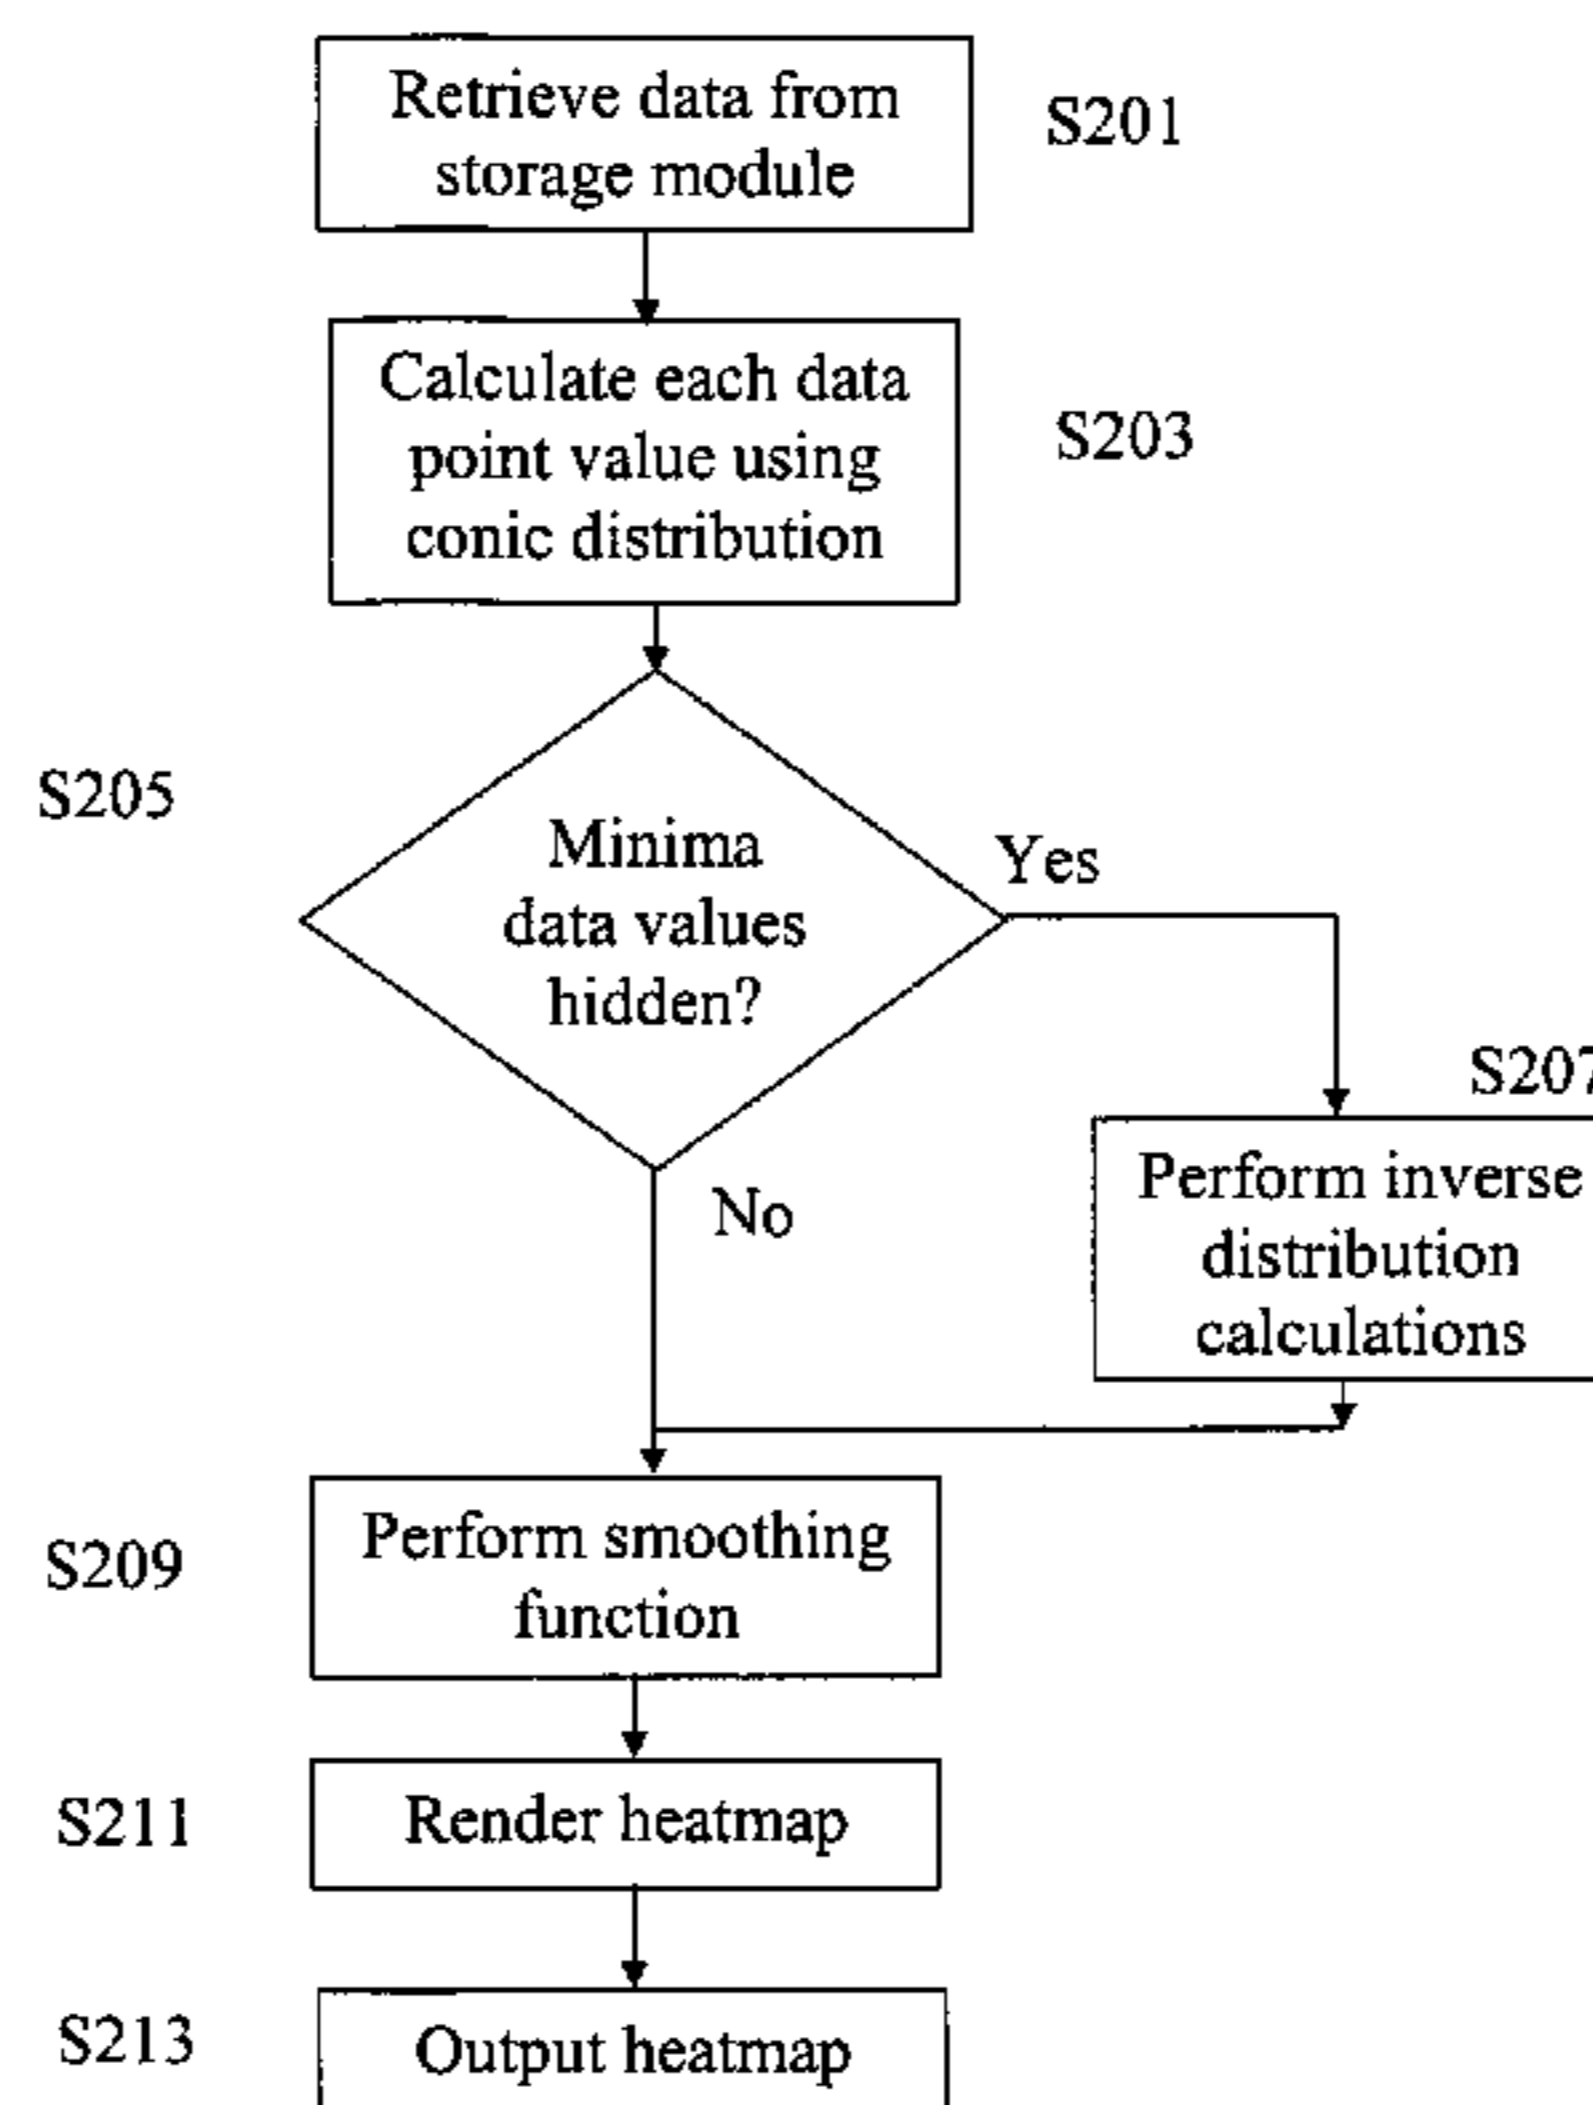 Retrieve data from
storage module
S201
Calculate each data
point value using
conic distribution
S203
S205
Minima
data values
hidden?
Yes
No
S207
Perform inverse
distribution
calculations
S209
Perform smoothing
function
S211
Render heatmap
S213
Output heatmap